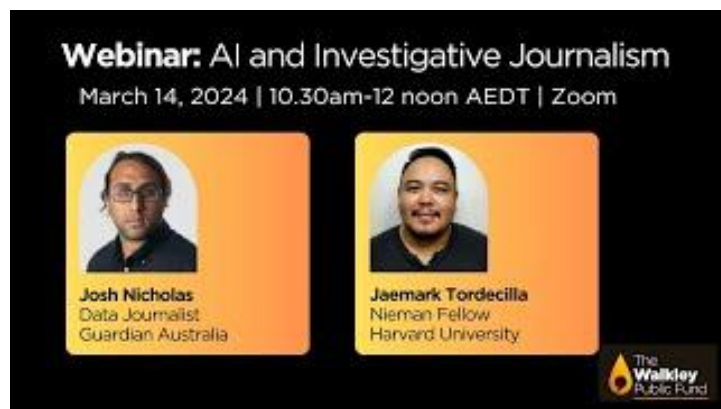 Webinar: AI and Investigative Journalism
March 14, 2024 | 10.30am-12 noon AEDT | Zoom
Josh Nicholas
Data Journalist
Guardian Australia
Jaemark Tordecilla
Nieman Fellow
Harvard University
The
Walkley
Public Fund